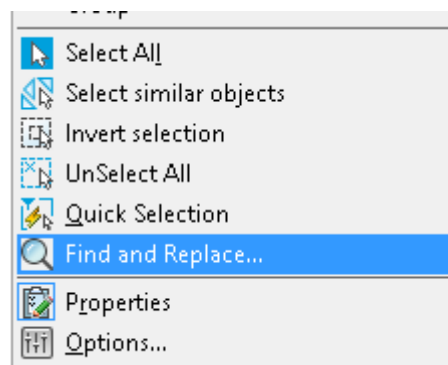 Select All
Select similar objects
Invert selection
UnSelect All
Quick Selection
Find and Replace...
Properties
Options...